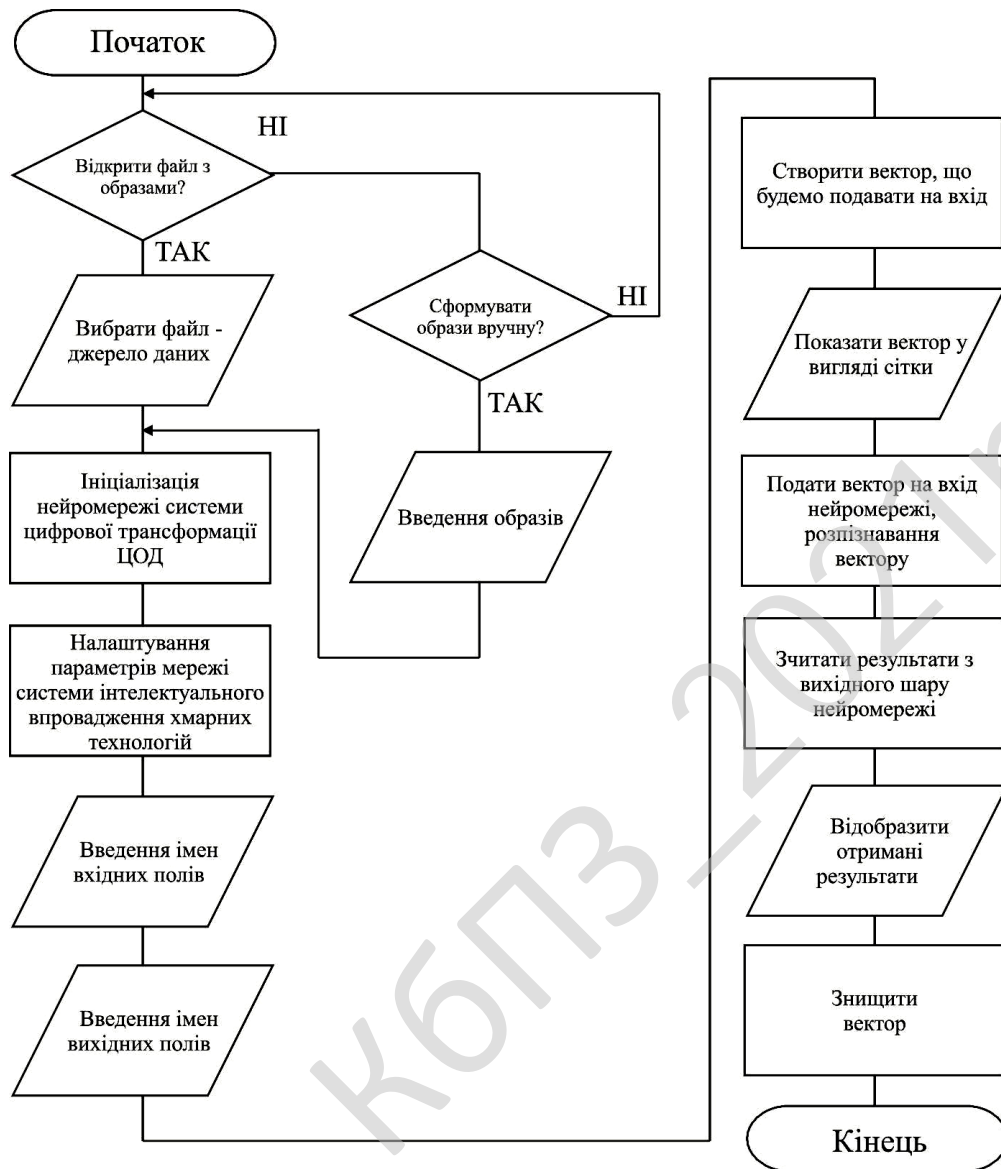 Початок
НІ
Відкрити файл з
образами?
ТАК
Вибрати файл -
джерело даних
Сформувати
образи вручну?
НІ
ТАК
Введення образів
Ініціалізація
нейромережі системи
цифрової трансформації
ЦОД
Налаштування
параметрів мережі
системи інтелектуального
впровадження хмарних
технологій
Введення імен
вхідних полів
Введення імен
вихідних полів
Створити вектор, що
будемо подавати на вхід
Показати вектор у
вигляді сітки
Подати вектор на вхід
нейромережі,
розпізнавання
вектору
Зчитати результати з
вихідного шару
нейромережі
Відобразити
отримані
результати
Знищити
вектор
Кінець
КбПЗ_2021